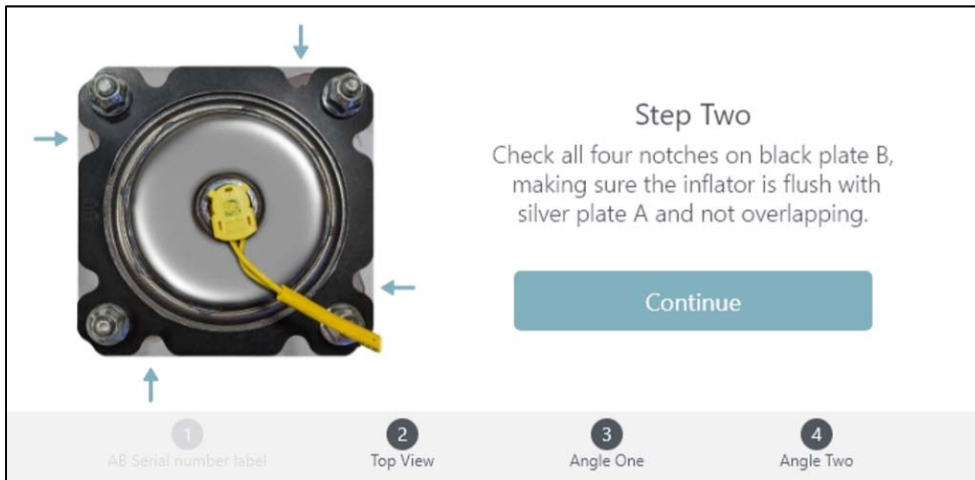 Step Two
Check all four notches on black plate B,
making sure the inflator is flush with
silver plate A and not overlapping.
Continue
1 2 3 4
AB Serial number label Top View Angle One Angle Two